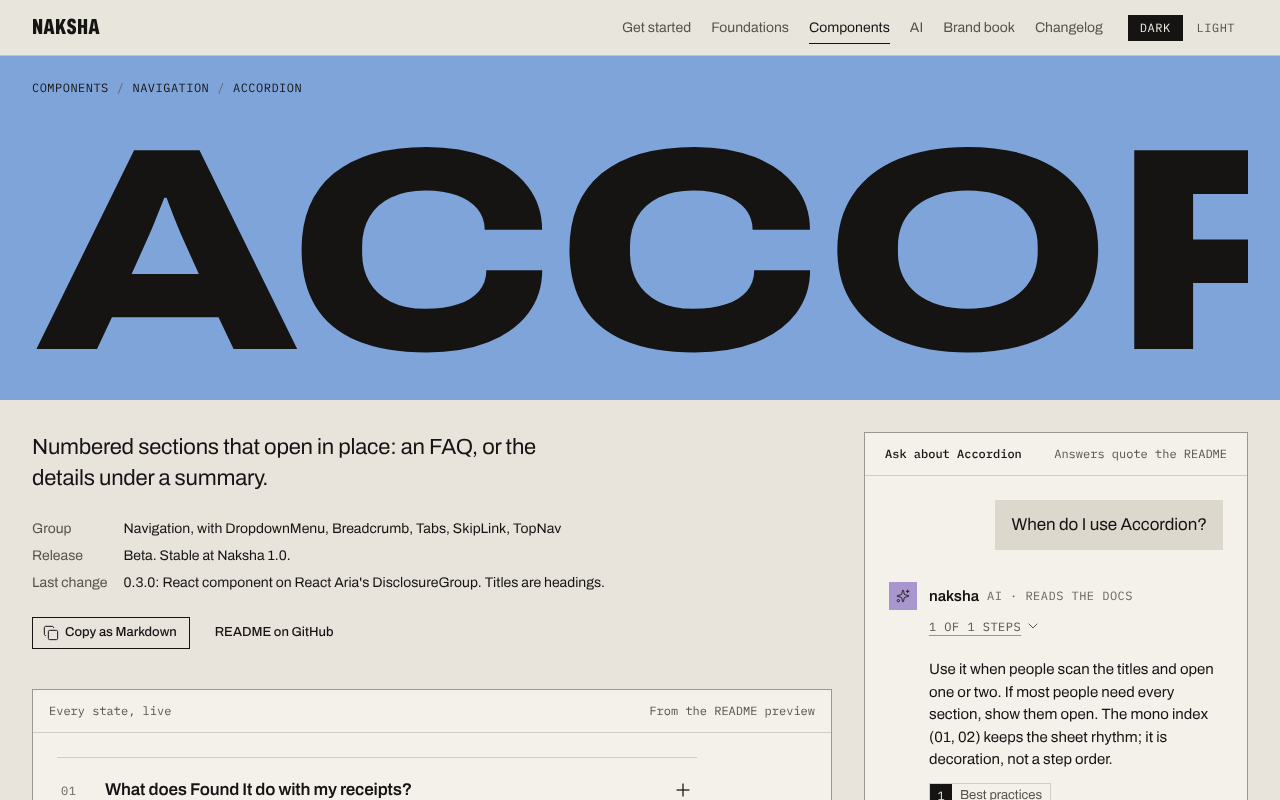 NAKSHA
Get started
Foundations
Components
AI
Brand book
Changelog
DARK
LIGHT
COMPONENTS / NAVIGATION / ACCORDION
ACCOR
Numbered sections that open in place: an FAQ, or the
details under a summary.
Group Navigation, with DropdownMenu, Breadcrumb, Tabs, SkipLink, TopNav
Release Beta. Stable at Naksha 1.0.
Last change 0.3.0: React component on React Aria's DisclosureGroup. Titles are headings.
Copy as Markdown
README on GitHub
Every state, live
From the README preview
01 What does Found It do with my receipts?
Ask about Accordion
Answers quote the README
When do I use Accordion?
naksha AI · READS THE DOCS
1 OF 1 STEPS
Use it when people scan the titles and open
one or two. If most people need every
section, show them open. The mono index
(01, 02) keeps the sheet rhythm; it is
decoration, not a step order.
1 Best practices